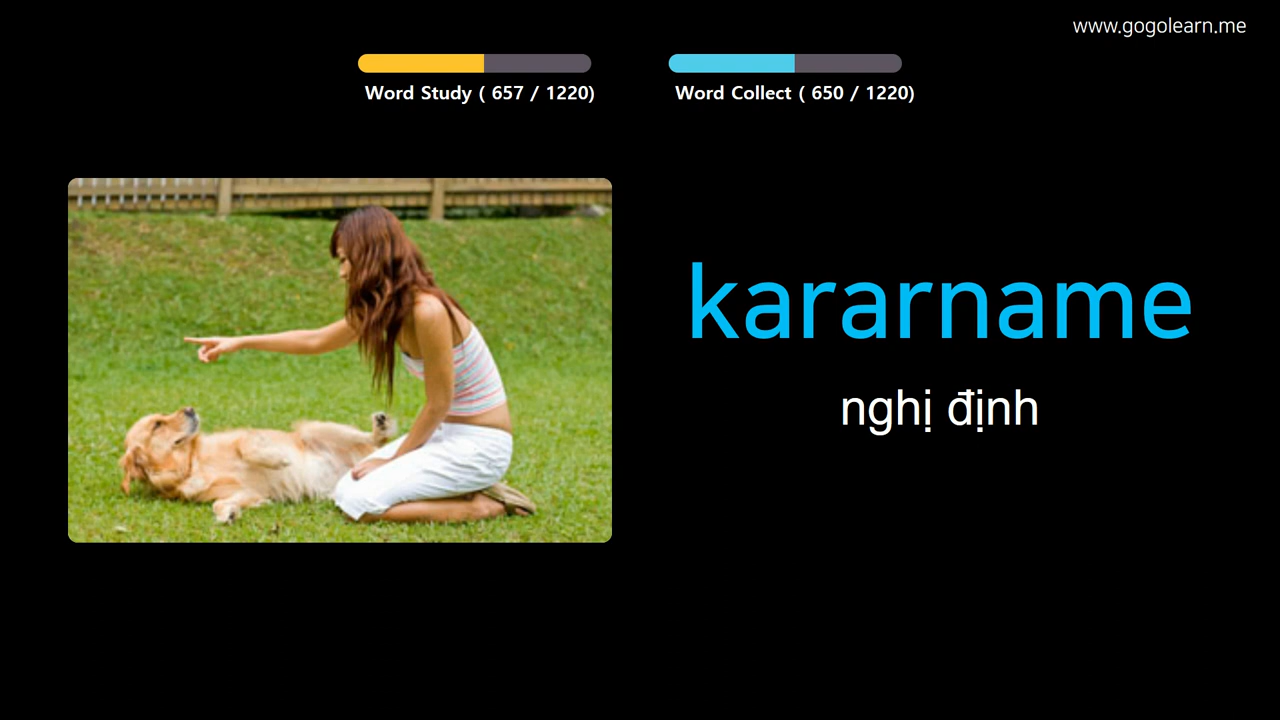 www.gogolearn.me
Word Study ( 657 / 1220)
Word Collect ( 650 / 1220)
kararname
nghị định